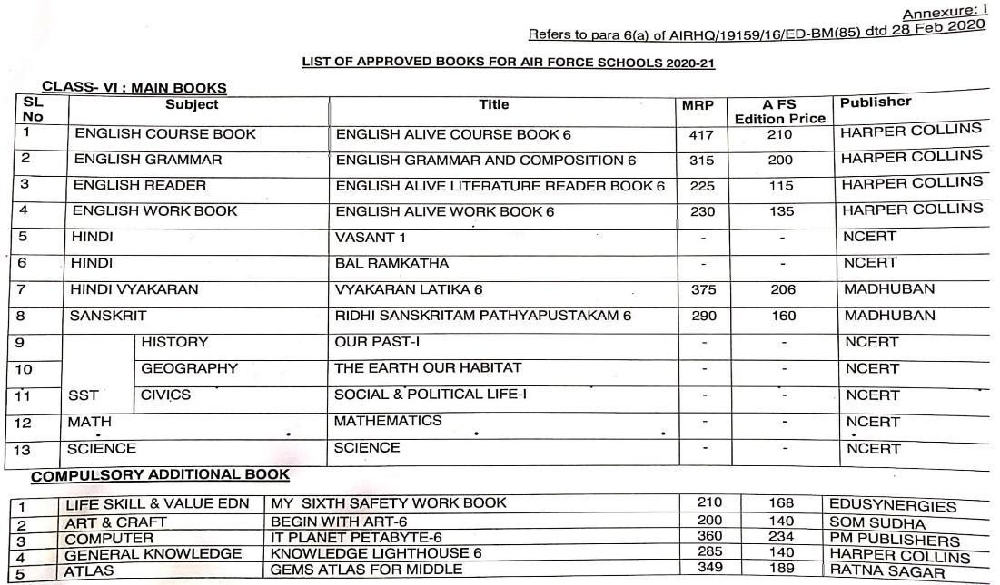 Annexure: I
Refers to para 6(a) of AIRHQ/19159/16/ED-BM(85) dtd 28 Feb 2020
LIST OF APPROVED BOOKS FOR AIR FORCE SCHOOLS 2020-21
CLASS- VI : MAIN BOOKS
SL No Subject Title MRP A FS Edition Price Publisher
1 ENGLISH COURSE BOOK ENGLISH ALIVE COURSE BOOK 6 417 210 HARPER COLLINS
2 ENGLISH GRAMMAR ENGLISH GRAMMAR AND COMPOSITION 6 315 200 HARPER COLLINS
3 ENGLISH READER ENGLISH ALIVE LITERATURE READER BOOK 6 225 115 HARPER COLLINS
4 ENGLISH WORK BOOK ENGLISH ALIVE WORK BOOK 6 230 135 HARPER COLLINS
5 HINDI VASANT 1 - - NCERT
6 HINDI BAL RAMKATHA - - NCERT
7 HINDI VYAKARAN VYAKARAN LATIKA 6 375 206 MADHUBAN
8 SANSKRIT RIDHI SANSKRITAM PATHYAPUSTAKAM 6 290 160 MADHUBAN
9 HISTORY OUR PAST-I - - NCERT
10 GEOGRAPHY THE EARTH OUR HABITAT - - NCERT
11 SST CIVICS SOCIAL & POLITICAL LIFE-I - - NCERT
12 MATH MATHEMATICS - - NCERT
13 SCIENCE SCIENCE - - NCERT
COMPULSORY ADDITIONAL BOOK
1 LIFE SKILL & VALUE EDN MY SIXTH SAFETY WORK BOOK 210 168 EDUSYNERGIES
2 ART & CRAFT BEGIN WITH ART-6 200 140 SOM SUDHA
3 COMPUTER IT PLANET PETABYTE-6 360 234 PM PUBLISHERS
4 GENERAL KNOWLEDGE KNOWLEDGE LIGHTHOUSE 6 285 140 HARPER COLLINS
5 ATLAS GEMS ATLAS FOR MIDDLE 349 189 RATNA SAGAR